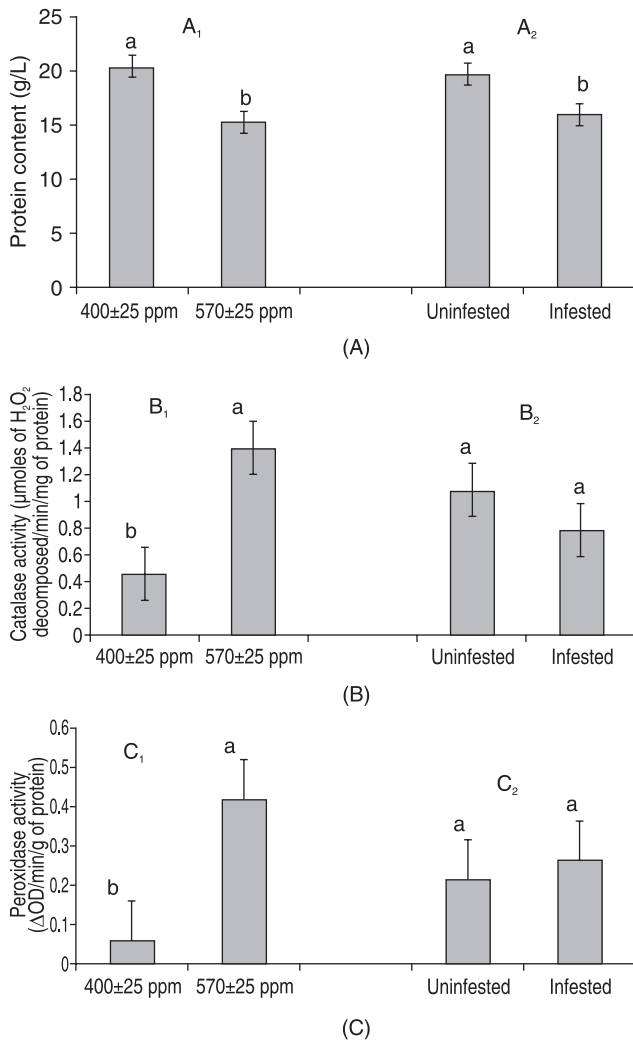 Protein content (g/L)
25
20
15
10
5
0
A₁
A₂
a
b
a
b
400±25 ppm 570±25 ppm Uninfested Infested
(A)
Catalase activity (µmoles of H₂O₂
decomposed/min/mg of protein)
1.8
1.6
1.4
1.2
1
0.8
0.6
0.4
0.2
0
B₁
B₂
b
a
a
a
400±25 ppm 570±25 ppm Uninfested Infested
(B)
Peroxidase activity
(ΔOD/min/g of protein)
0.6
0.5
0.4
0.3
0.2
0.1
0
C₁
C₂
b
a
a
a
400±25 ppm 570±25 ppm Uninfested Infested
(C)